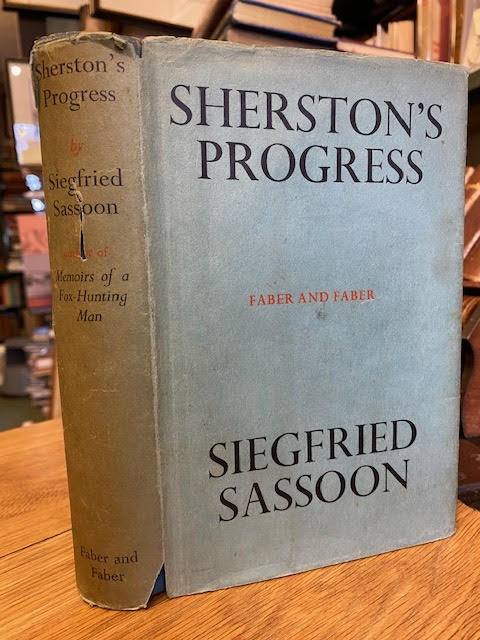 Sherston's
Progress
by
Siegfried
Sassoon
author of
Memoirs of a
Fox-Hunting
Man
Faber and
Faber
SHERSTON'S
PROGRESS
FABER AND FABER
SIEGFRIED
SASSOON